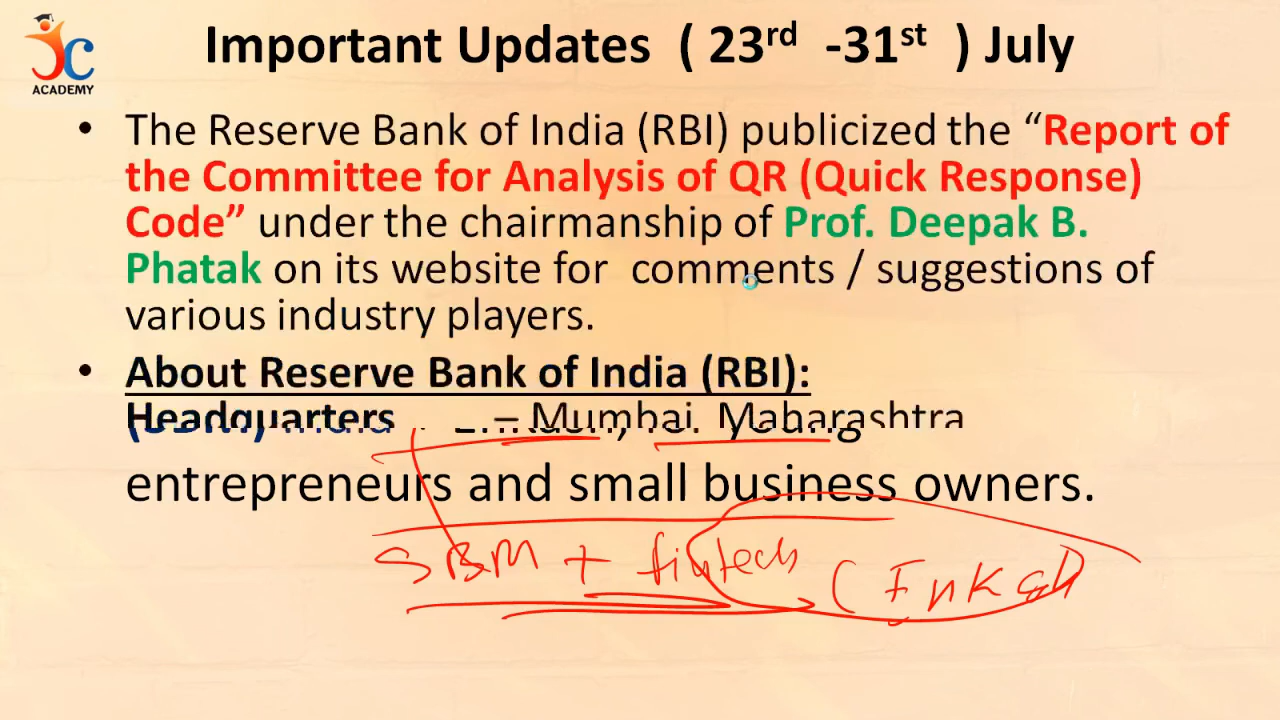 JC
ACADEMY
Important Updates ( 23rd -31st ) July
• The Reserve Bank of India (RBI) publicized the “Report of
the Committee for Analysis of QR (Quick Response)
Code” under the chairmanship of Prof. Deepak B.
Phatak on its website for comments / suggestions of
various industry players.
• About Reserve Bank of India (RBI):
Headquarters – Mumbai, Maharashtra
entrepreneurs and small business owners.
SBM + fintech